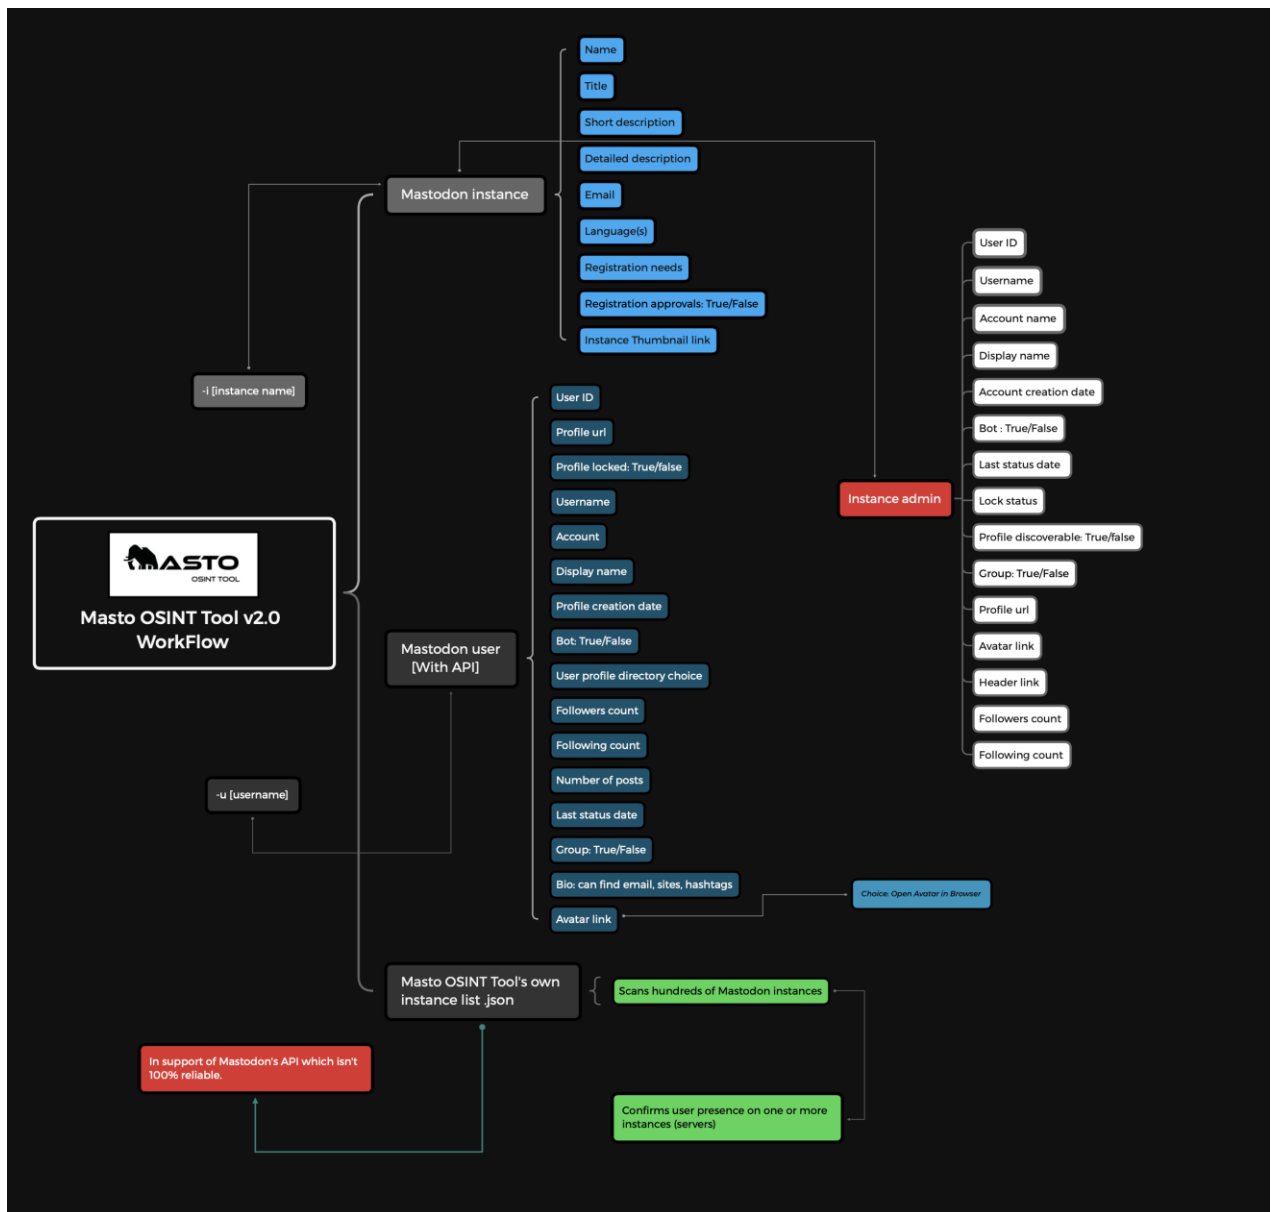 Name
Title
Short description
Detailed description
Mastodon instance
Email
Language(s)
Registration needs
Registration approvals: True/False
Instance Thumbnail link
-i [instance name]
User ID
Profile url
Profile locked: True/false
Username
Account
Display name
Profile creation date
Mastodon user
[With API]
Bot: True/False
User profile directory choice
Followers count
Following count
Number of posts
Last status date
Group: True/False
Bio: can find email, sites, hashtags
Avatar link
Choice: Open Avatar in Browser
-u [username]
MASTO
OSINT TOOL
Masto OSINT Tool v2.0
WorkFlow
Instance admin
User ID
Username
Account name
Display name
Account creation date
Bot : True/False
Last status date
Lock status
Profile discoverable: True/false
Group: True/False
Profile url
Avatar link
Header link
Followers count
Following count
Masto OSINT Tool's own
instance list .json
Scans hundreds of Mastodon instances
In support of Mastodon's API which isn't
100% reliable.
Confirms user presence on one or more
instances (servers)